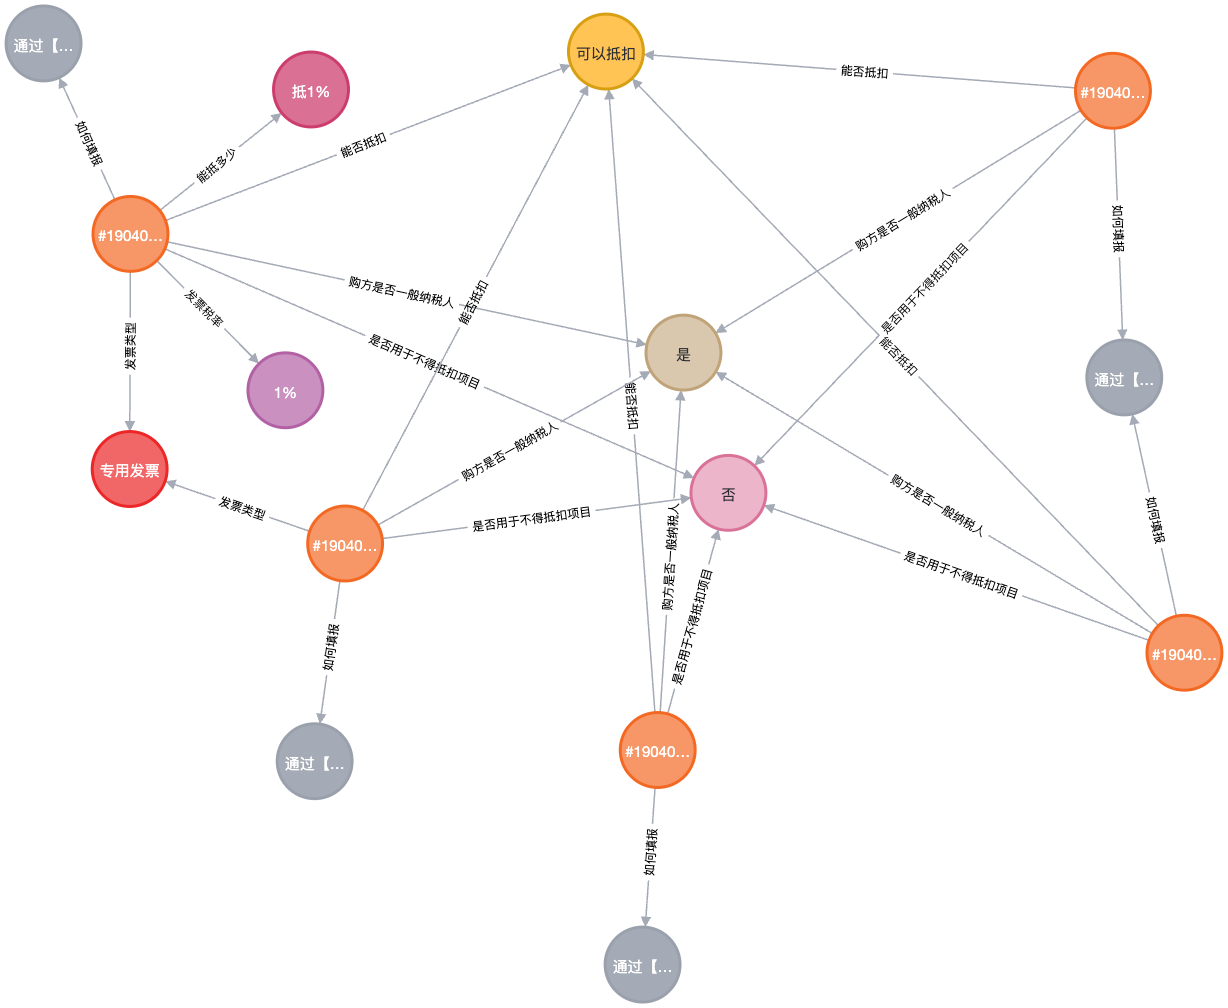 通过【...
可以抵扣
抵1%
能否抵扣
#19040...
如何填报
能抵多少
能否抵扣
购方是否一般纳税人
如何填报
#19040...
是否用于不得抵扣项目
购方是否一般纳税人
发票税率
能否抵扣
发票类型
是否用于不得抵扣项目
能否抵扣
是
通过【...
1%
能否抵扣
购方是否一般纳税人
专用发票
否
购方是否一般纳税人
发票类型
是否用于不得抵扣项目
如何填报
#19040...
购方是否一般纳税人
是否用于不得抵扣项目
是否用于不得抵扣项目
如何填报
#19040...
#19040...
通过【...
如何填报
通过【...